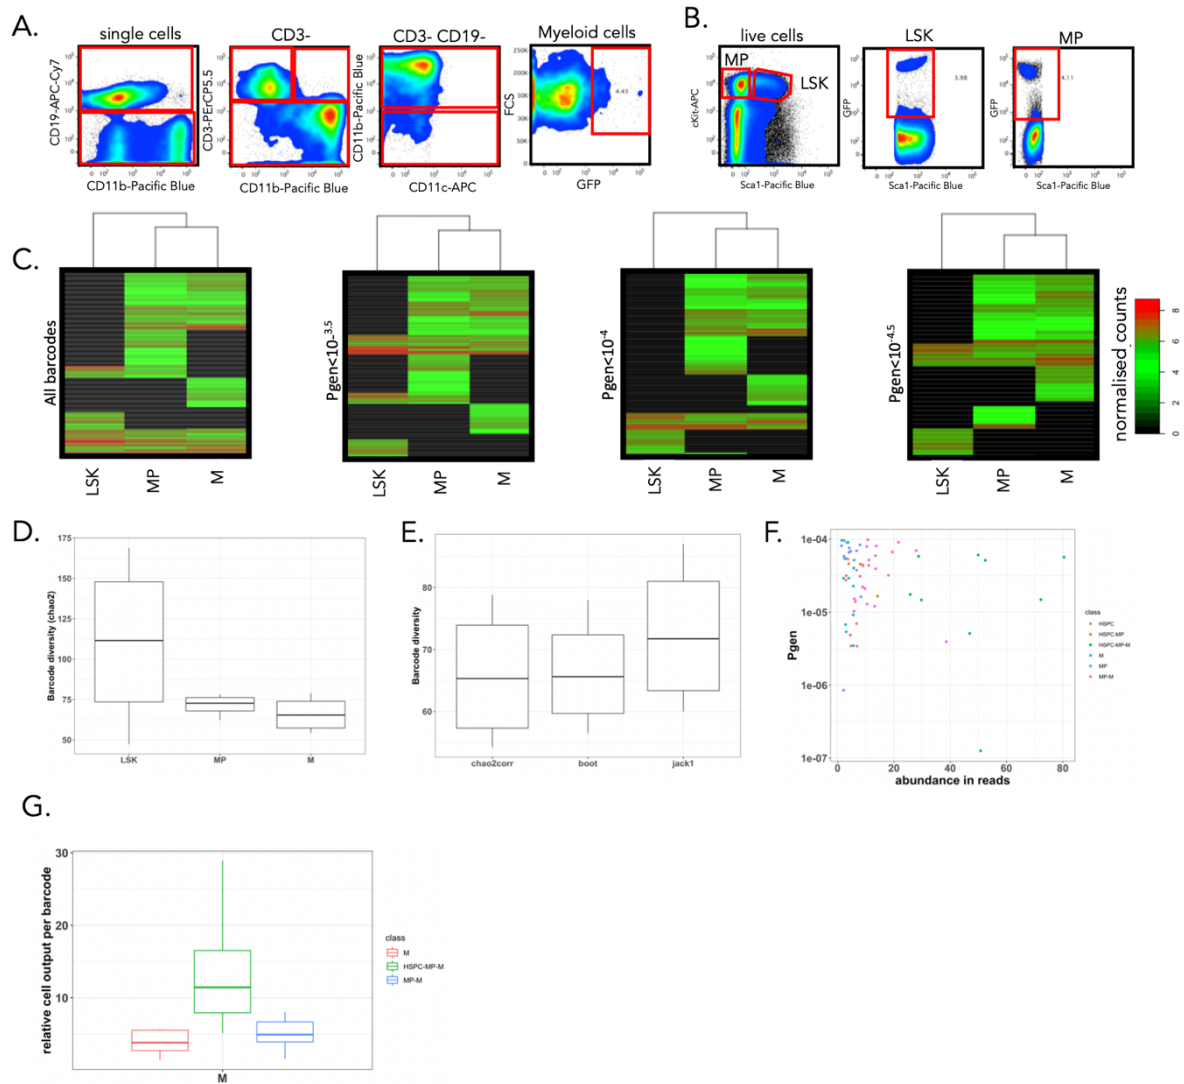 A.
single cells
CD3-
CD3- CD19-
Myeloid cells
CD19-APC-Cy7
CD11b-Pacific Blue
CD3-PErCP5.5
CD11b-Pacific Blue
CD11b-Pacific Blue
CD11c-APC
FCS
250K
200K
150K
100K
50K
0
4.43
GFP
B.
live cells
LSK
MP
MP
LSK
cKit-APC
Sca1-Pacific Blue
GFP
3.98
Sca1-Pacific Blue
GFP
4.11
Sca1-Pacific Blue
C.
All barcodes
LSK MP M
Pgen<10-3.5
LSK MP M
Pgen<10-4
LSK MP M
Pgen<10-4.5
LSK MP M
normalised counts
0 2 4 6 8
D.
Barcode diversity (chao2)
175
150
125
100
75
50
LSK MP M
E.
Barcode diversity
80
70
60
chao2corr boot jack1
F.
Pgen
1e-04
1e-05
1e-06
1e-07
0 20 40 60 80
abundance in reads
class
HSPC
HSPC-MP
HSPC-MP-M
M
MP
MP-M
G.
relative cell output per barcode
30
20
10
M
class
M
HSPC-MP-M
MP-M